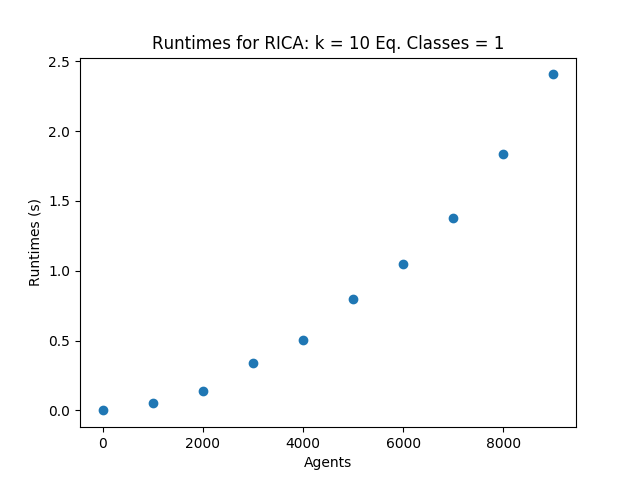 Runtimes for RICA: k = 10 Eq. Classes = 1
2.5
2.0
1.5
1.0
0.5
0.0
Runtimes (s)
0 2000 4000 6000 8000
Agents